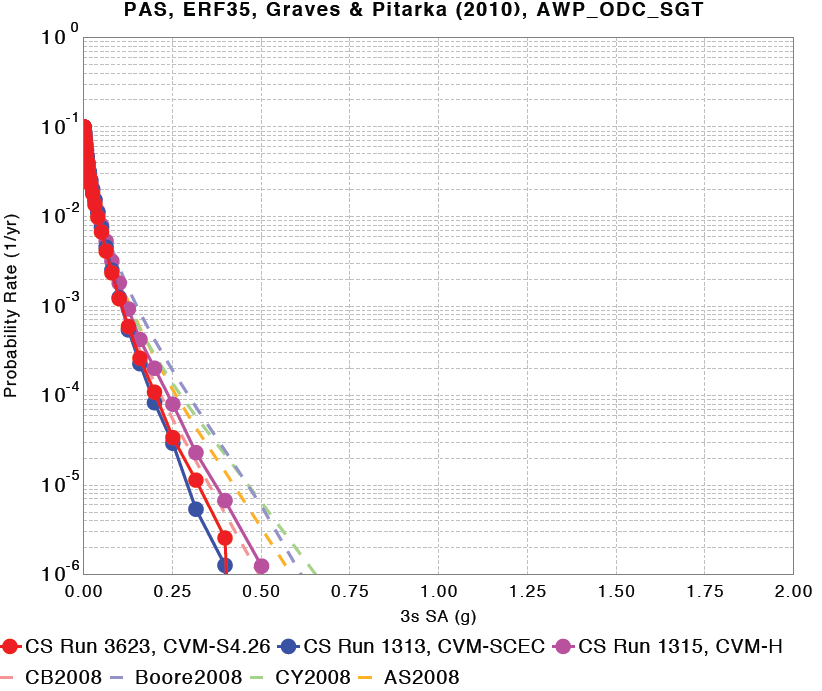 PAS, ERF35, Graves & Pitarka (2010), AWP_ODC_SGT
10^0
10^-1
10^-2
10^-3
10^-4
10^-5
10^-6
Probability Rate (1/yr)
0.00 0.25 0.50 0.75 1.00 1.25 1.50 1.75 2.00
3s SA (g)
CS Run 3623, CVM-S4.26 CS Run 1313, CVM-SCEC CS Run 1315, CVM-H
CB2008 Boore2008 CY2008 AS2008